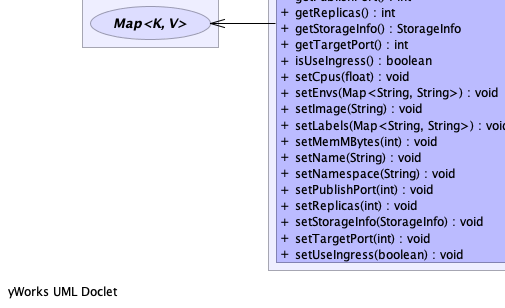 Map<K, V>
+ getReplicas() : int
+ getStorageInfo() : StorageInfo
+ getTargetPort() : int
+ isUseIngress() : boolean
+ setCpus(float) : void
+ setEnvs(Map<String, String>) : void
+ setImage(String) : void
+ setLabels(Map<String, String>) : void
+ setMemMBytes(int) : void
+ setName(String) : void
+ setNamespace(String) : void
+ setPublishPort(int) : void
+ setReplicas(int) : void
+ setStorageInfo(StorageInfo) : void
+ setTargetPort(int) : void
+ setUseIngress(boolean) : void
yWorks UML Doclet